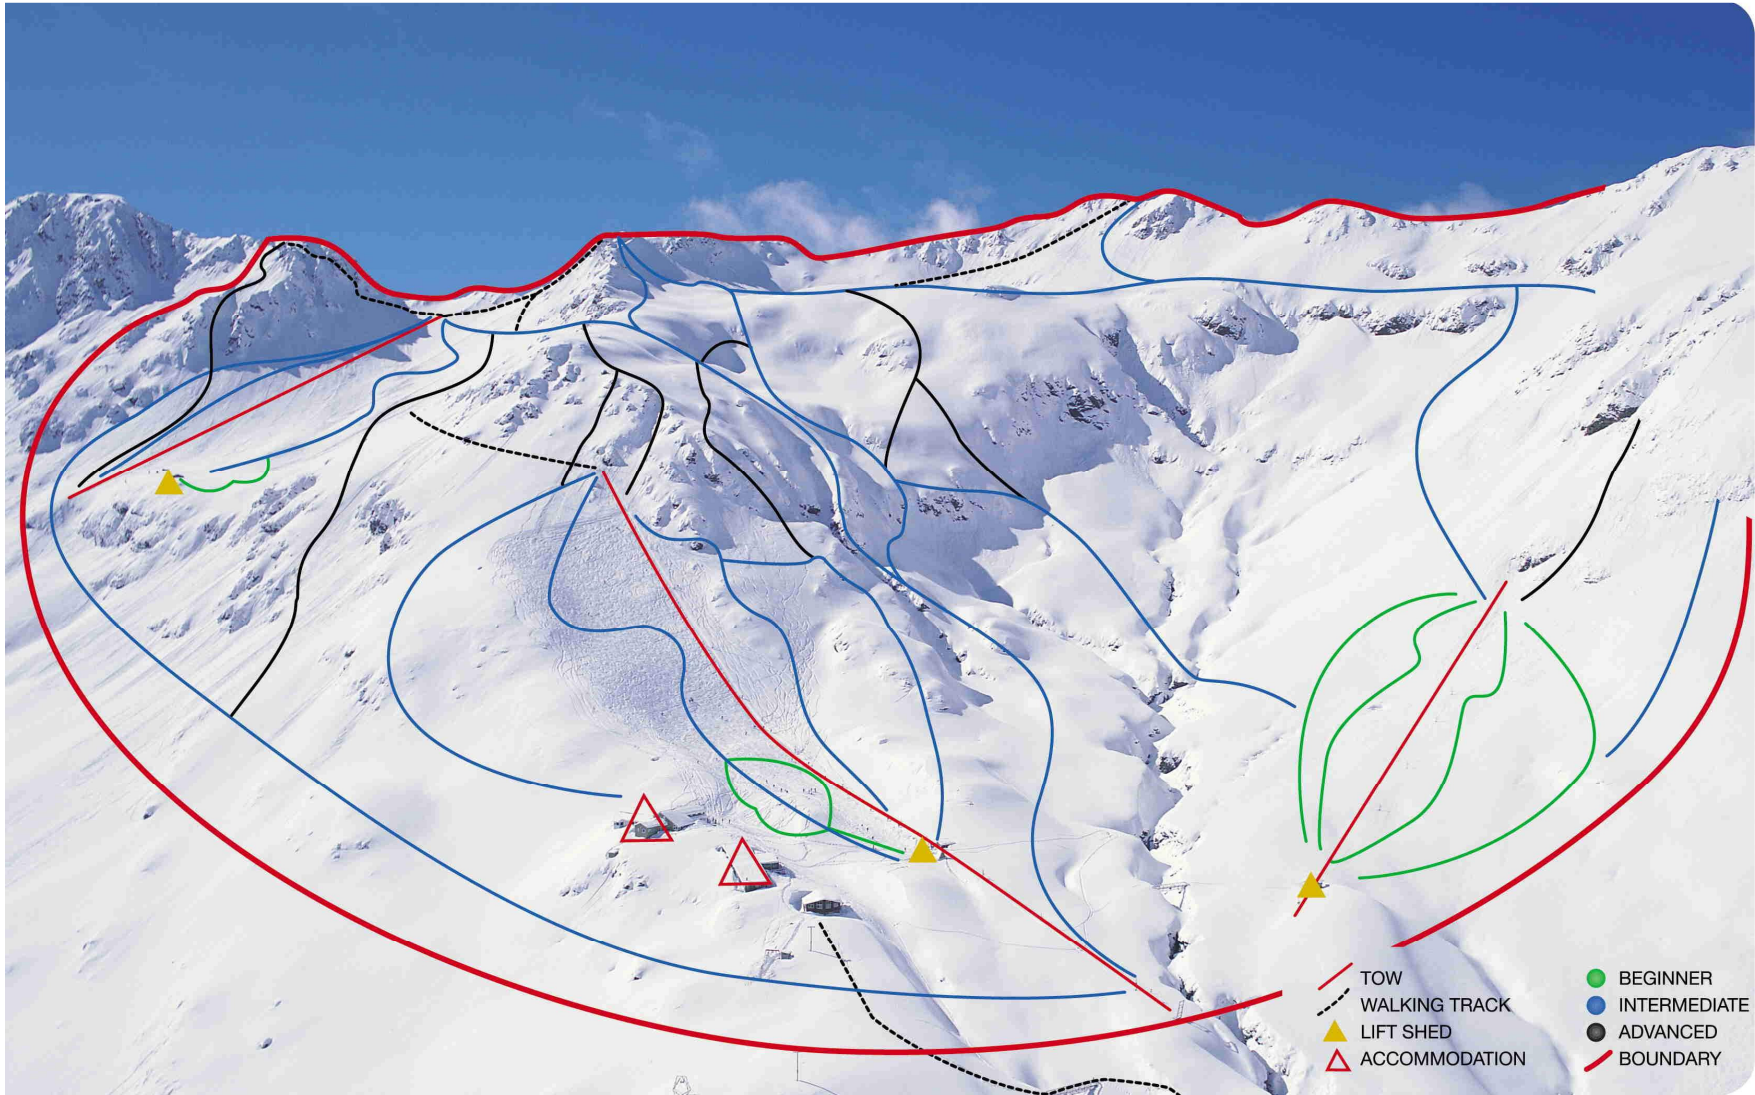 TOW
WALKING TRACK
LIFT SHED
ACCOMMODATION
BEGINNER
INTERMEDIATE
ADVANCED
BOUNDARY